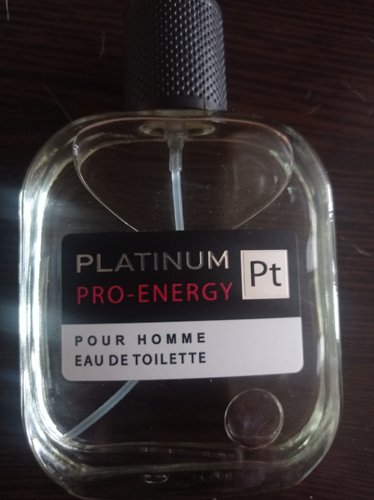 PLATINUM
PRO-ENERGY
Pt
POUR HOMME
EAU DE TOILETTE